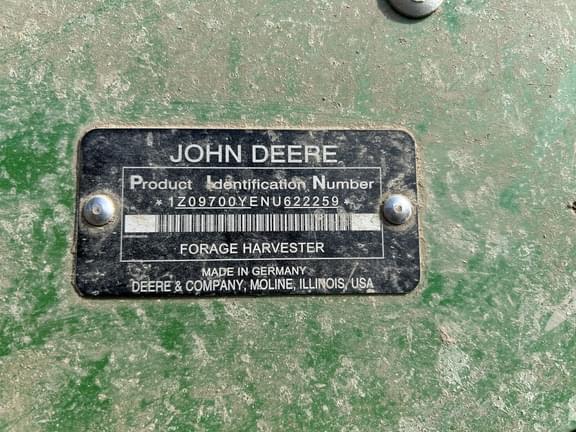 JOHN DEERE
Product Identification Number
*1Z09700YENU622259*
FORAGE HARVESTER
MADE IN GERMANY
DEERE & COMPANY, MOLINE, ILLINOIS, USA